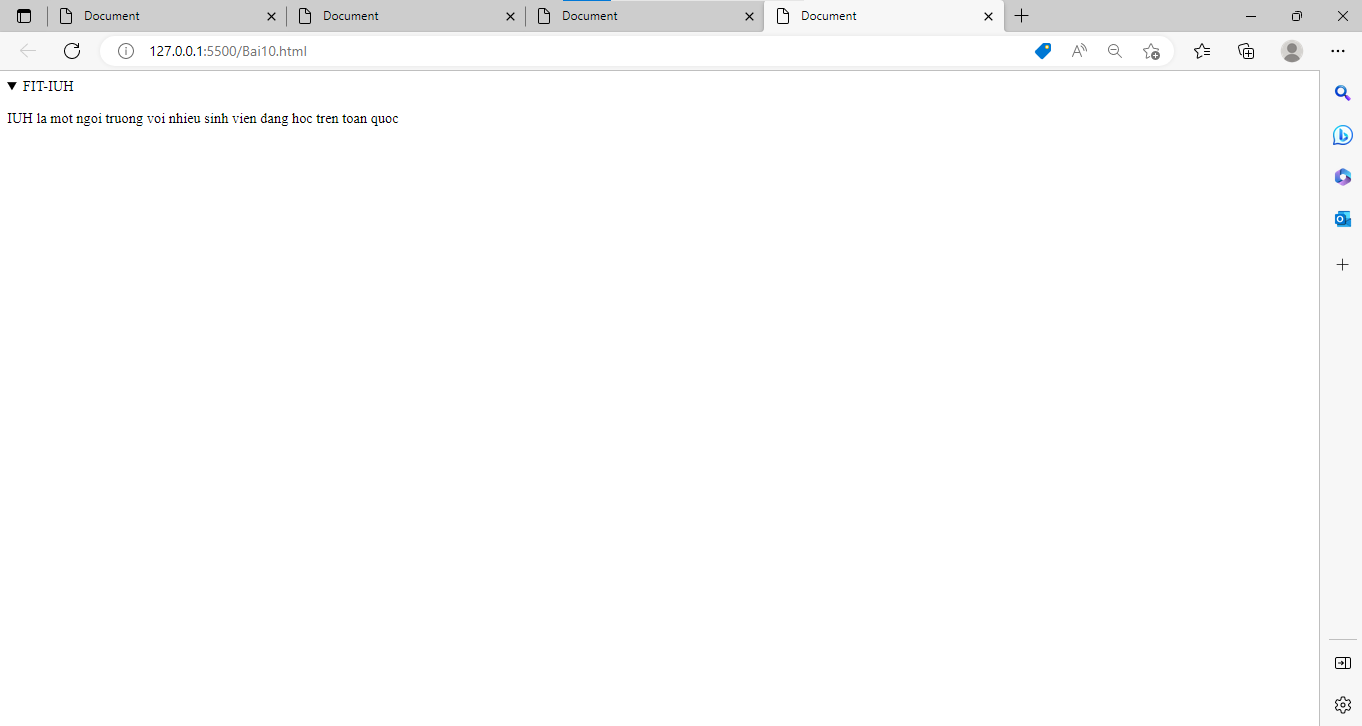 Document
Document
Document
Document
127.0.0.1:5500/Bai10.html
FIT-IUH
IUH la mot ngoi truong voi nhieu sinh vien dang hoc tren toan quoc